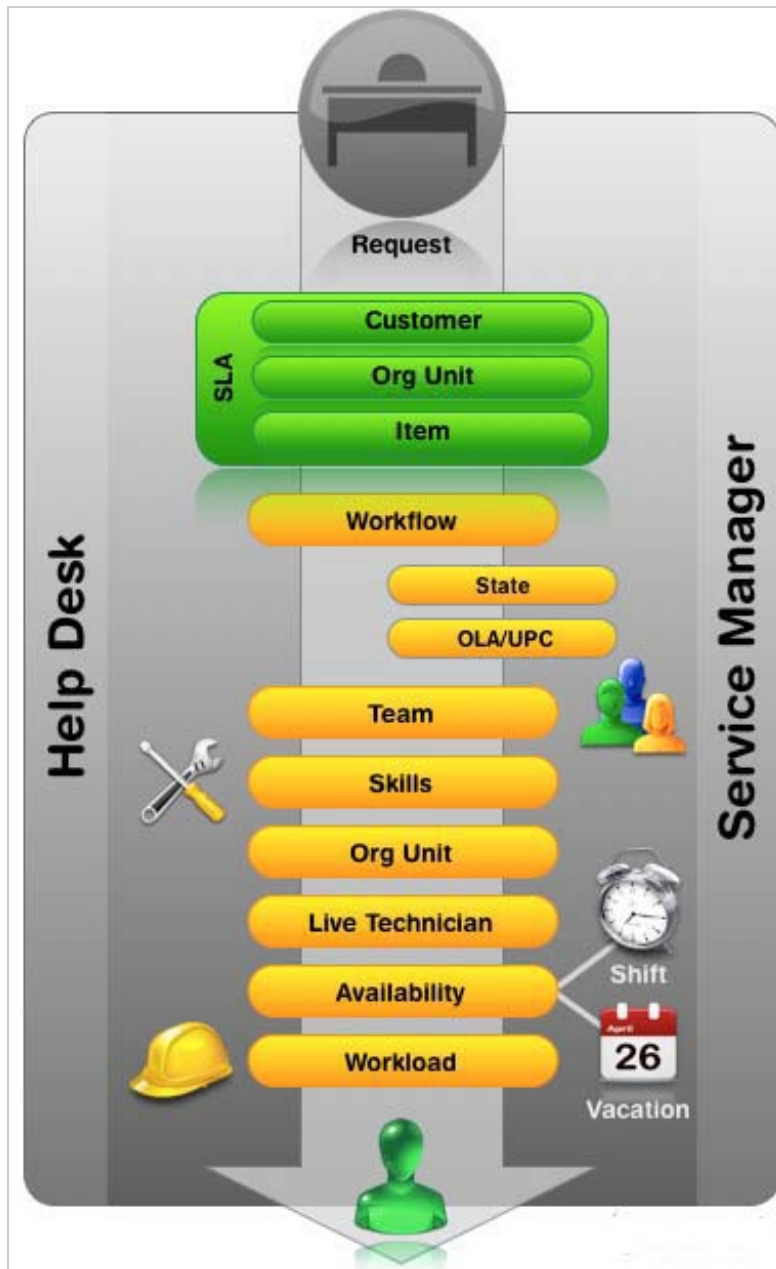 Request
SLA
Customer
Org Unit
Item
Workflow
State
OLA/UPC
Team
Skills
Org Unit
Live Technician
Availability
Shift
Workload
April
26
Vacation
Help Desk
Service Manager